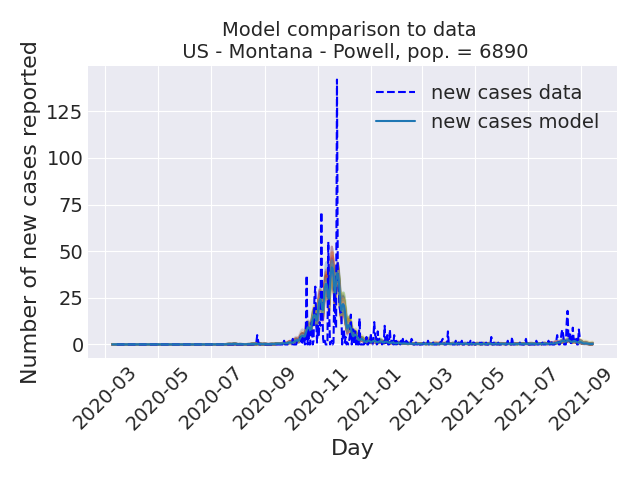 Model comparison to data
US - Montana - Powell, pop. = 6890
Number of new cases reported
125
100
75
50
25
0
new cases data
new cases model
2020-03
2020-05
2020-07
2020-09
2020-11
2021-01
2021-03
2021-05
2021-07
2021-09
Day